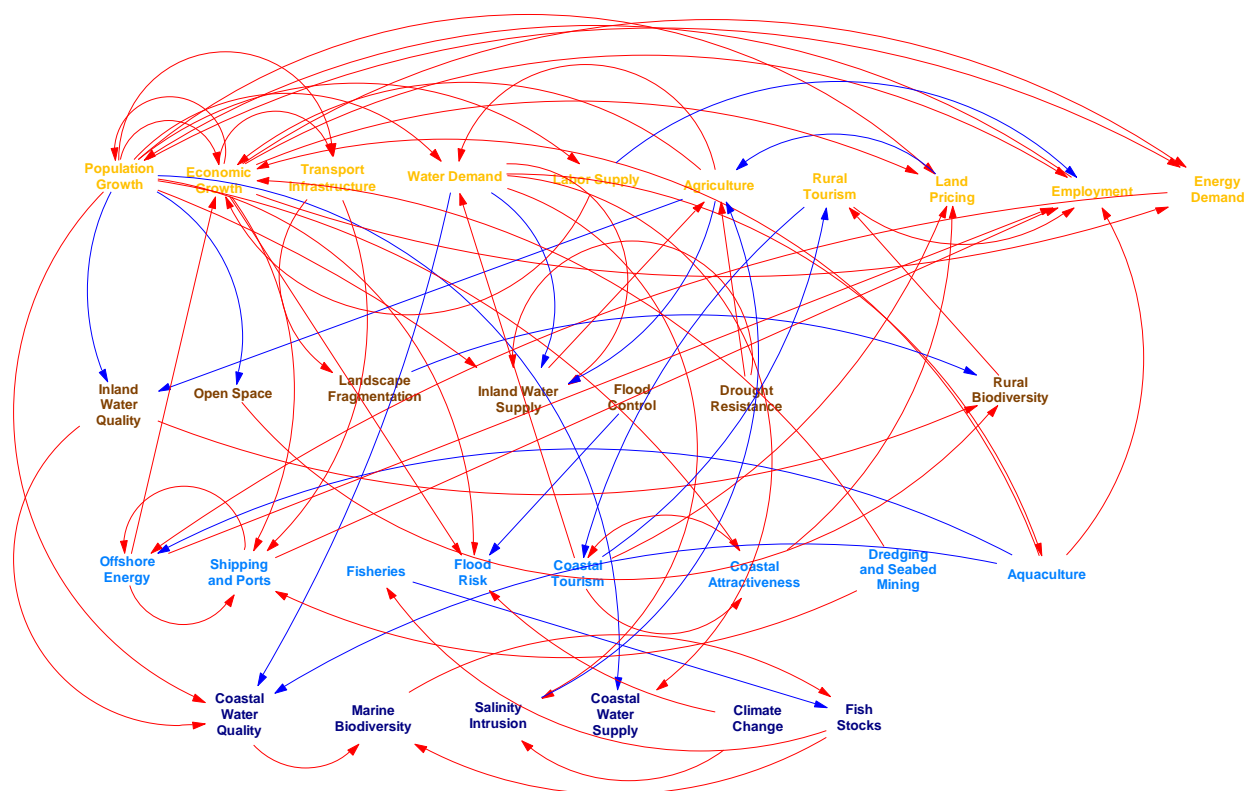 Population
Growth
Economic
Growth
Transport
Infrastructure
Water Demand
Labor Supply
Agriculture
Rural
Tourism
Land
Pricing
Employment
Energy
Demand
Inland
Water
Quality
Open Space
Landscape
Fragmentation
Inland Water
Supply
Flood
Control
Drought
Resistance
Rural
Biodiversity
Offshore
Energy
Shipping
and Ports
Fisheries
Flood
Risk
Coastal
Tourism
Coastal
Attractiveness
Dredging
and Seabed
Mining
Aquaculture
Coastal
Water
Quality
Marine
Biodiversity
Salinity
Intrusion
Coastal
Water
Supply
Climate
Change
Fish
Stocks